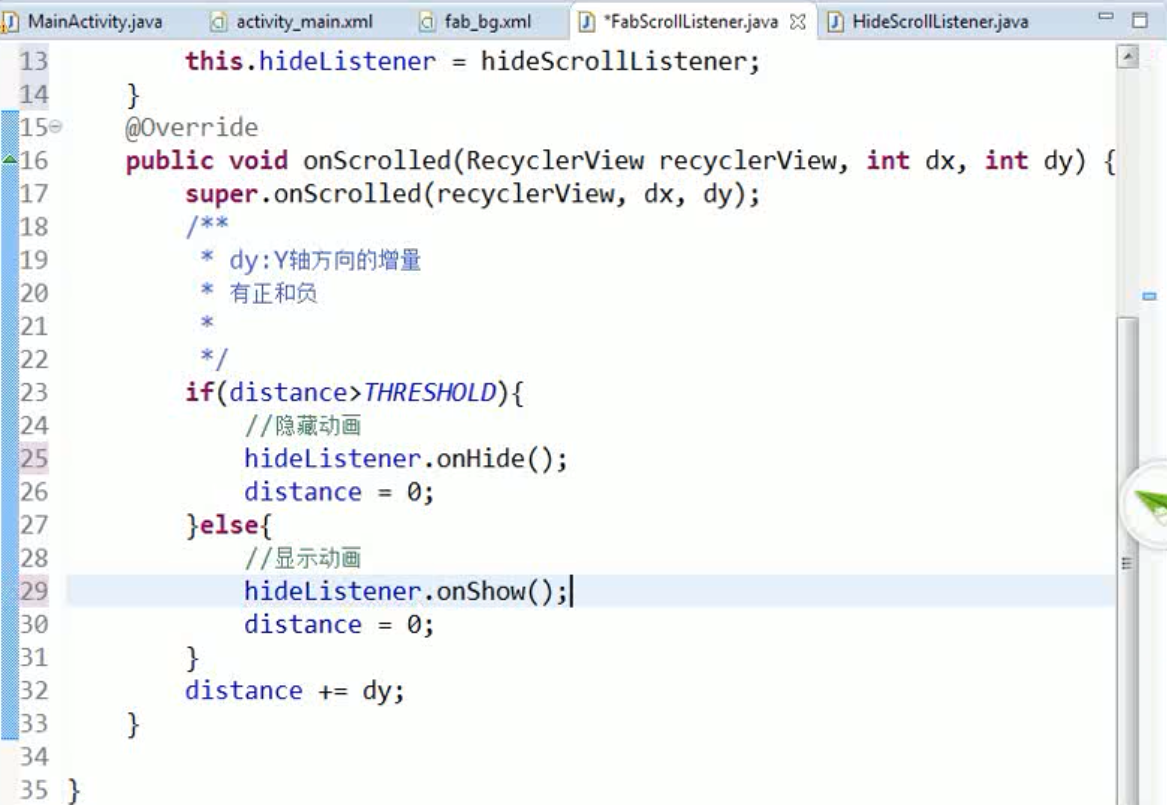 MainActivity.java activity_main.xml fab_bg.xml *FabScrollListener.java HideScrollListener.java
13 this.hideListener = hideScrollListener;
14 }
15 @Override
16 public void onScrolled(RecyclerView recyclerView, int dx, int dy) {
17 super.onScrolled(recyclerView, dx, dy);
18 /**
19 * dy:Y轴方向的增量
20 * 有正和负
21 *
22 */
23 if(distance>THRESHOLD){
24 //隐藏动画
25 hideListener.onHide();
26 distance = 0;
27 }else{
28 //显示动画
29 hideListener.onShow();
30 distance = 0;
31 }
32 distance += dy;
33 }
34
35 }